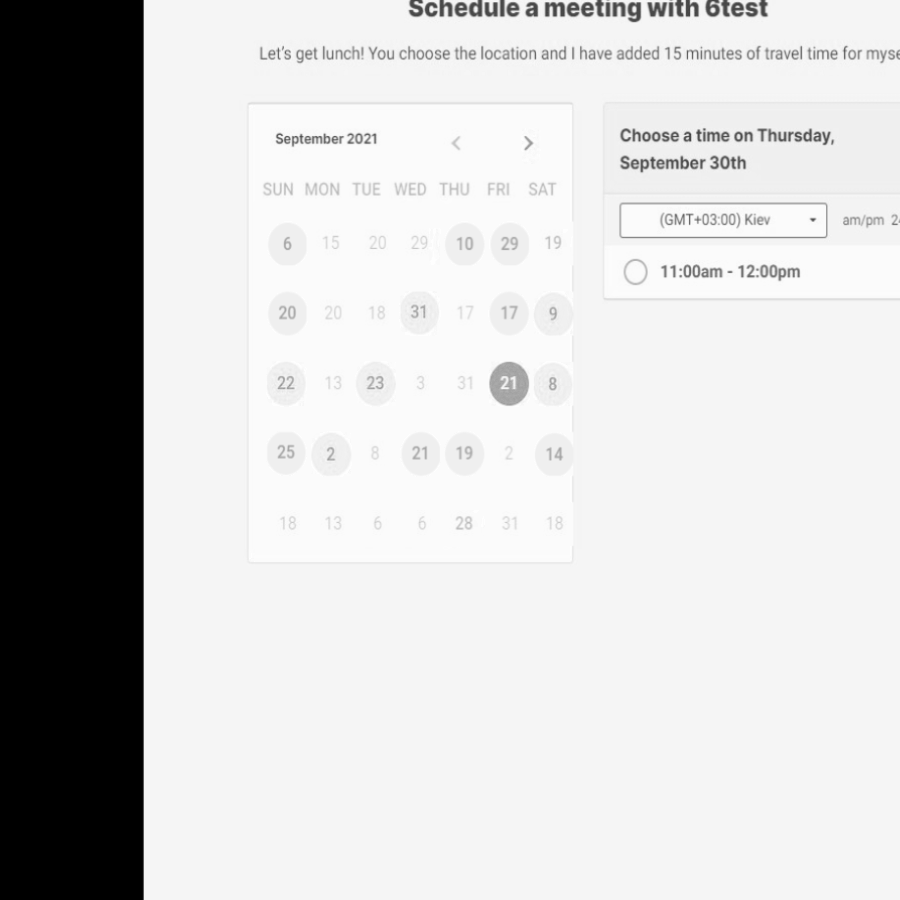 Schedule a meeting with 6test
Let's get lunch! You choose the location and I have added 15 minutes of travel time for
September 2021
SUN MON TUE WED THU FRI SAT
6 15 20 29 10 29 19
20 20 18 31 17 17 9
22 13 23 3 31 21 8
25 2 8 21 19 2 14
18 13 6 6 28 31 18
Choose a time on Thursday,
September 30th
(GMT+03:00) Kiev am/pm
11:00am - 12:00pm